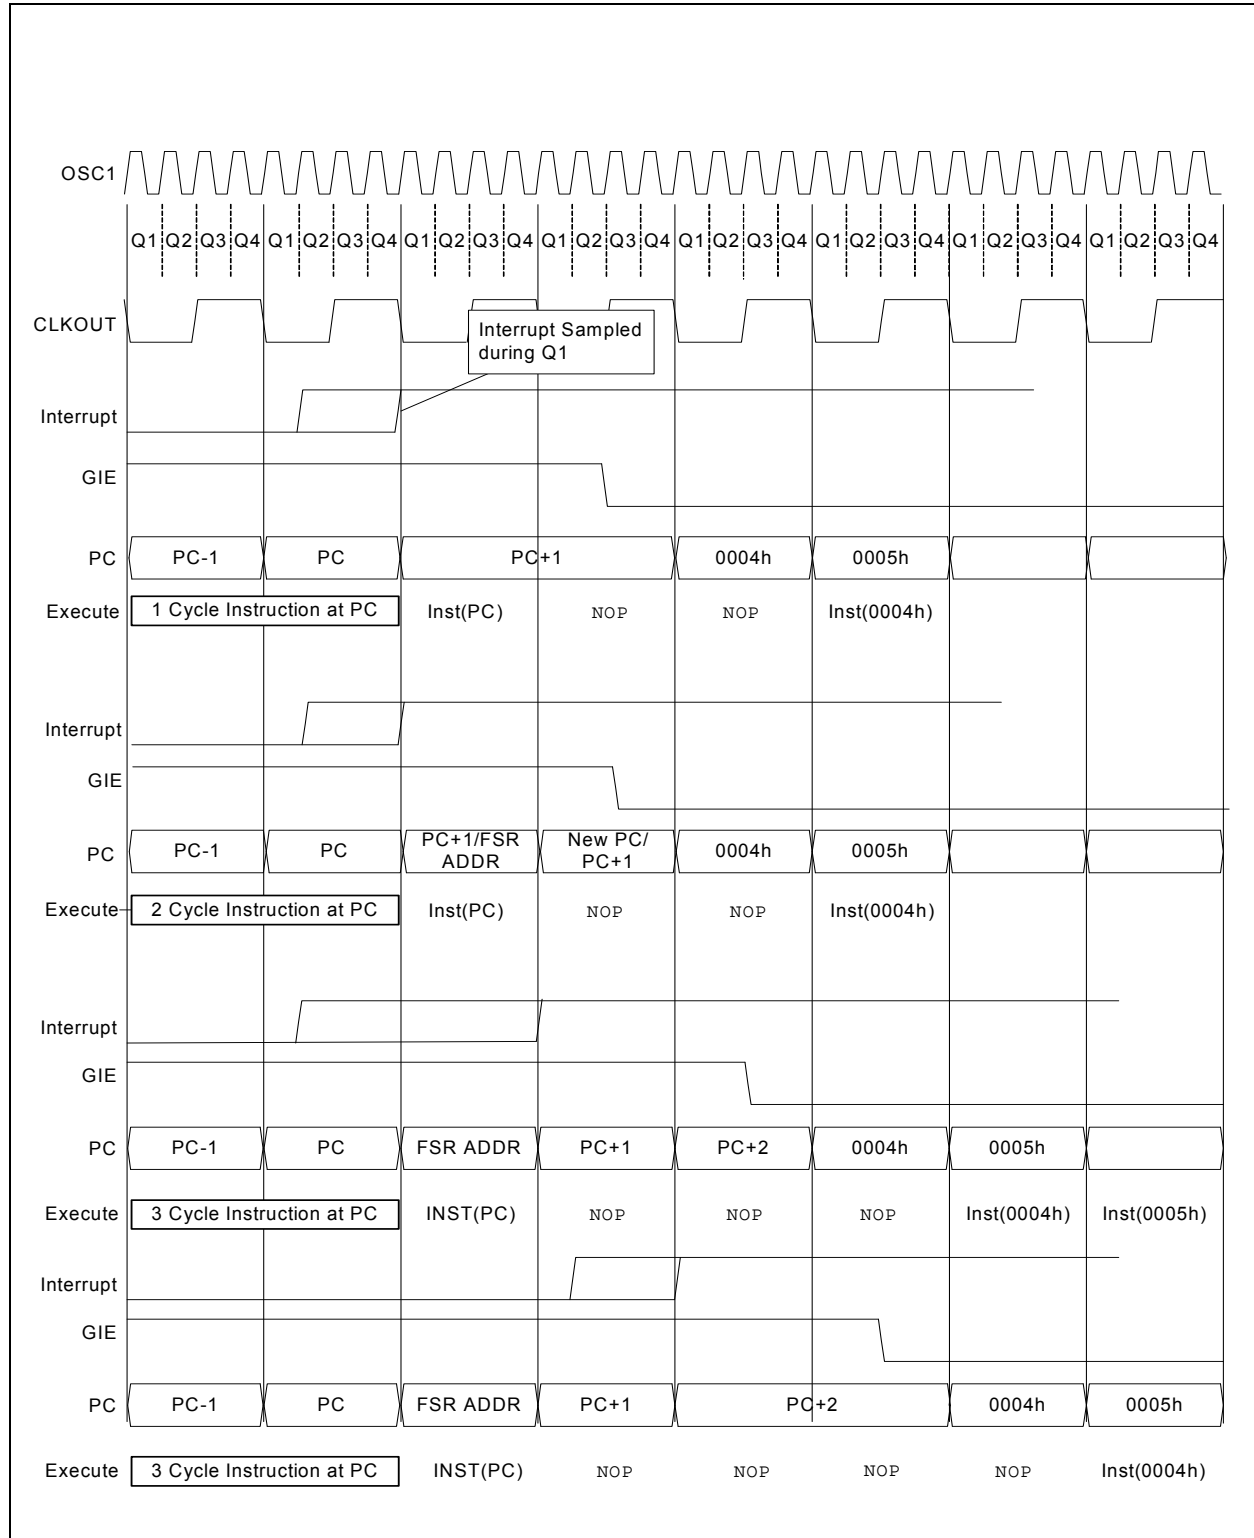 OSC1
Q1 Q2 Q3 Q4 Q1 Q2 Q3 Q4 Q1 Q2 Q3 Q4 Q1 Q2 Q3 Q4 Q1 Q2 Q3 Q4 Q1 Q2 Q3 Q4 Q1 Q2 Q3 Q4 Q1 Q2 Q3 Q4
CLKOUT
Interrupt Sampled
during Q1
Interrupt
GIE
PC PC-1 PC PC+1 0004h 0005h
Execute 1 Cycle Instruction at PC Inst(PC) NOP NOP Inst(0004h)
Interrupt
GIE
PC PC-1 PC PC+1/FSR ADDR New PC/ PC+1 0004h 0005h
Execute 2 Cycle Instruction at PC Inst(PC) NOP NOP Inst(0004h)
Interrupt
GIE
PC PC-1 PC FSR ADDR PC+1 PC+2 0004h 0005h
Execute 3 Cycle Instruction at PC INST(PC) NOP NOP NOP Inst(0004h) Inst(0005h)
Interrupt
GIE
PC PC-1 PC FSR ADDR PC+1 PC+2 0004h 0005h
Execute 3 Cycle Instruction at PC INST(PC) NOP NOP NOP NOP Inst(0004h)